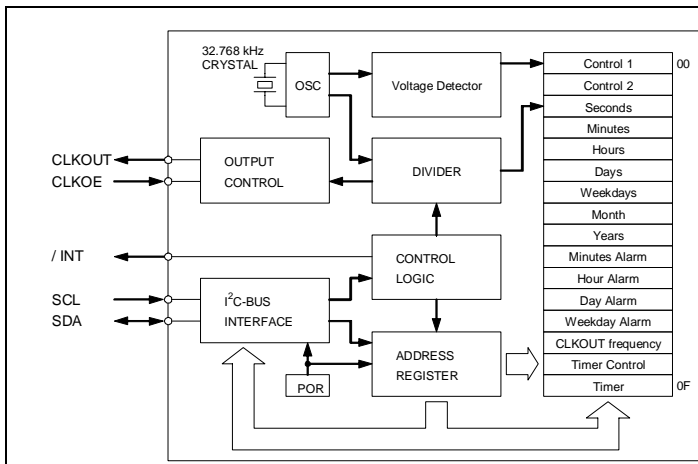 32.768 kHz
CRYSTAL
OSC
Voltage Detector
Control 1
00
Control 2
Seconds
Minutes
Hours
Days
Weekdays
Month
Years
Minutes Alarm
Hour Alarm
Day Alarm
Weekday Alarm
CLKOUT frequency
Timer Control
Timer
0F
CLKOUT
CLKOE
OUTPUT
CONTROL
DIVIDER
/ INT
CONTROL
LOGIC
SCL
SDA
I²C-BUS
INTERFACE
ADDRESS
REGISTER
POR